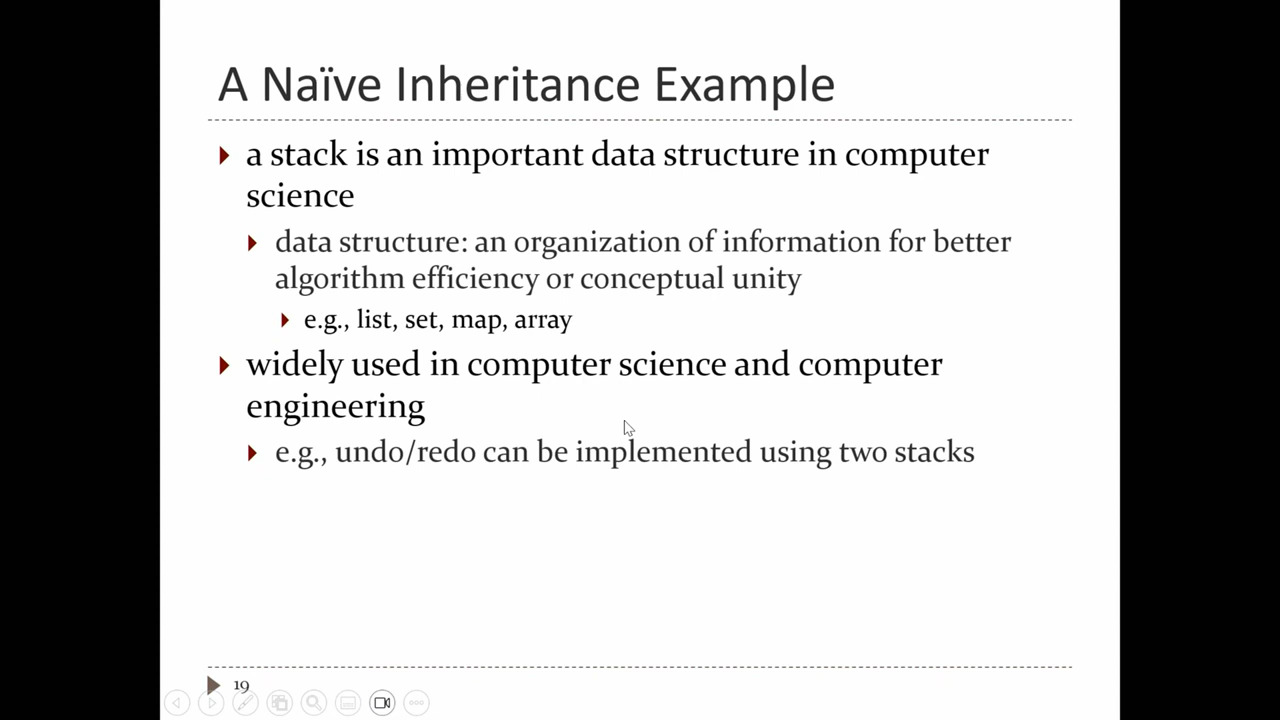 A Naïve Inheritance Example
a stack is an important data structure in computer
science
data structure: an organization of information for better
algorithm efficiency or conceptual unity
e.g., list, set, map, array
widely used in computer science and computer
engineering
e.g., undo/redo can be implemented using two stacks
19